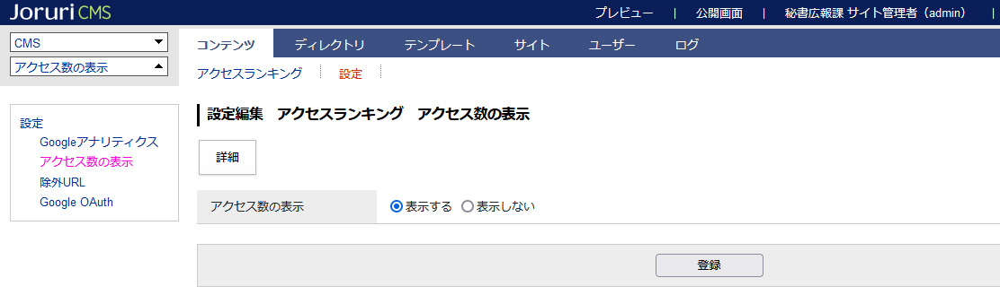 Joruri CMS
プレビュー | 公開画面 | 秘書広報課 サイト管理者（admin） |
CMS
アクセス数の表示
コンテンツ ディレクトリ テンプレート サイト ユーザー ログ
アクセスランキング 設定
設定
Googleアナリティクス
アクセス数の表示
除外URL
Google OAuth
設定編集 アクセスランキング アクセス数の表示
詳細
アクセス数の表示 表示する 表示しない
登録